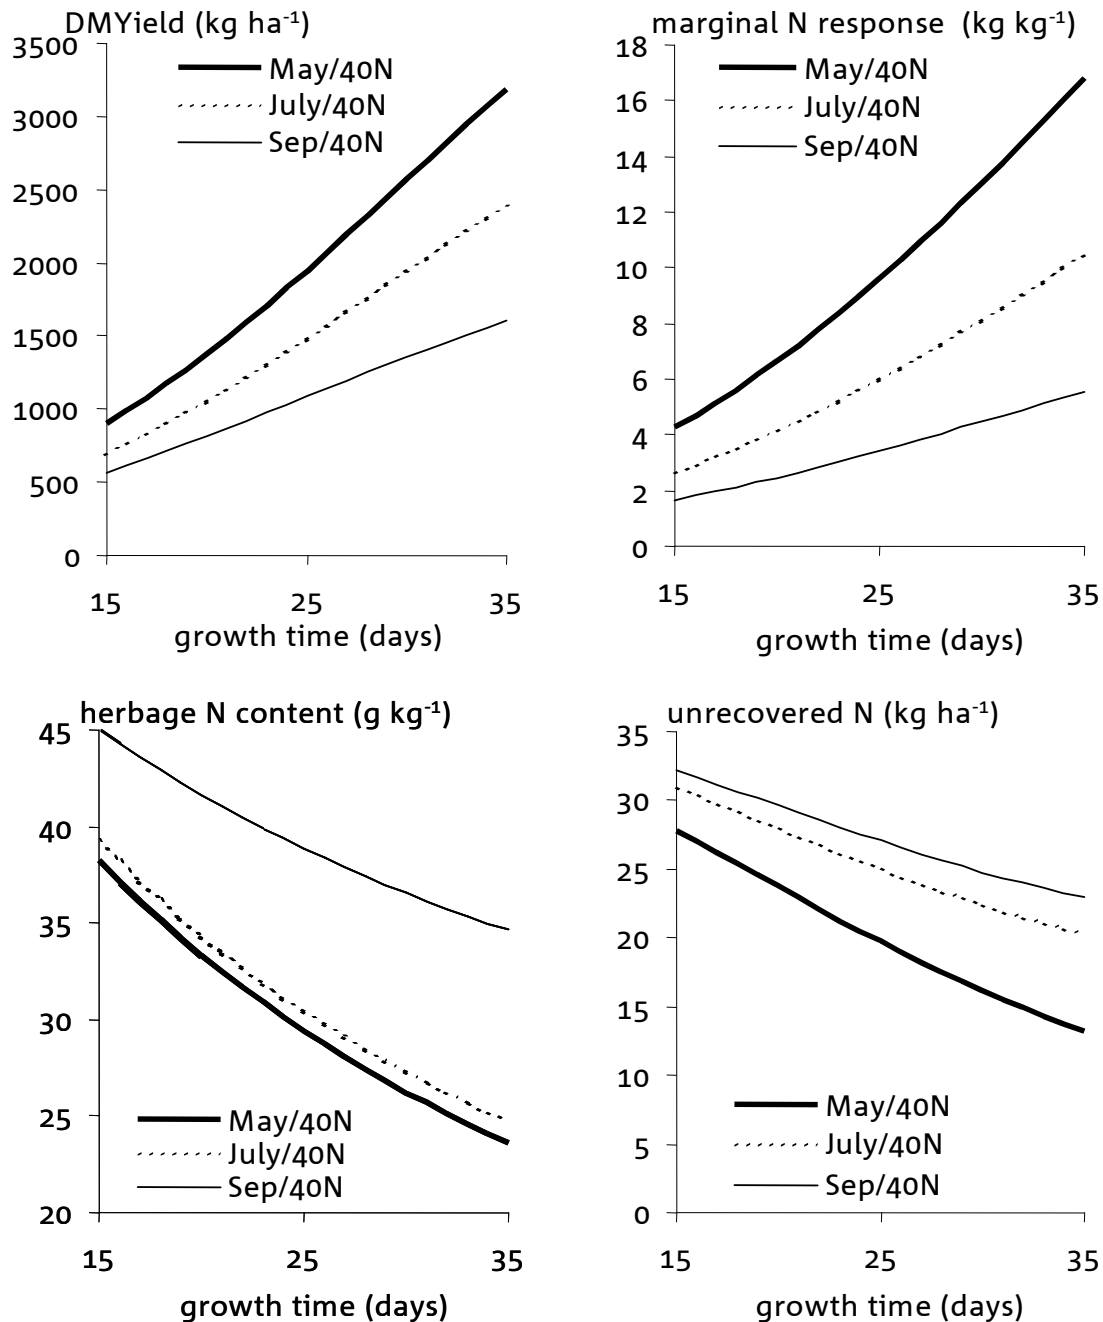 DMYield (kg ha⁻¹)
3500
3000
2500
2000
1500
1000
500
0
May/40N
July/40N
Sep/40N
15 25 35
growth time (days)
marginal N response (kg kg⁻¹)
18
16
14
12
10
8
6
4
2
0
May/40N
July/40N
Sep/40N
15 25 35
growth time (days)
herbage N content (g kg⁻¹)
45
40
35
30
25
20
May/40N
July/40N
Sep/40N
15 25 35
growth time (days)
unrecovered N (kg ha⁻¹)
35
30
25
20
15
10
5
0
May/40N
July/40N
Sep/40N
15 25 35
growth time (days)